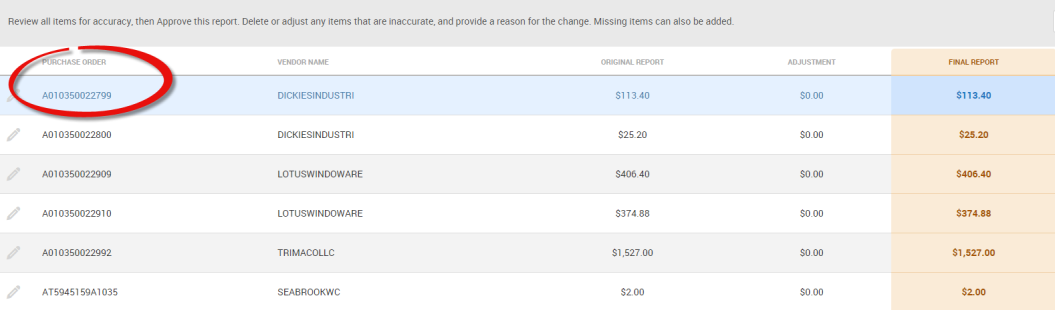 Review all items for accuracy, then Approve this report. Delete or adjust any items that are inaccurate, and provide a reason for the change. Missing items can also be added.
PURCHASE ORDER VENDOR NAME ORIGINAL REPORT ADJUSTMENT FINAL REPORT
A010350022799 DICKIESINDUSTRI $113.40 $0.00 $113.40
A010350022800 DICKIESINDUSTRI $25.20 $0.00 $25.20
A010350022909 LOTUSWINDOWARE $406.40 $0.00 $406.40
A010350022910 LOTUSWINDOWARE $374.88 $0.00 $374.88
A010350022992 TRIMACOLLC $1,527.00 $0.00 $1,527.00
AT5945159A1035 SEABROOKWC $2.00 $0.00 $2.00